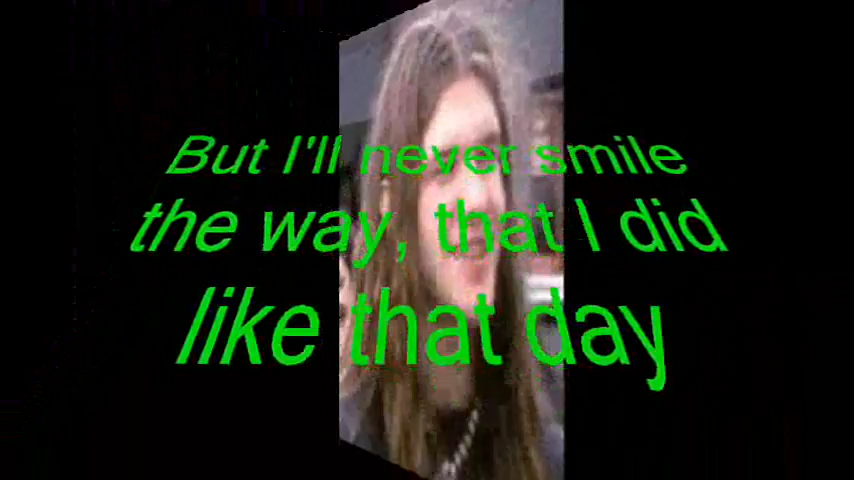 But I'll never smile
the way, that I did
like that day